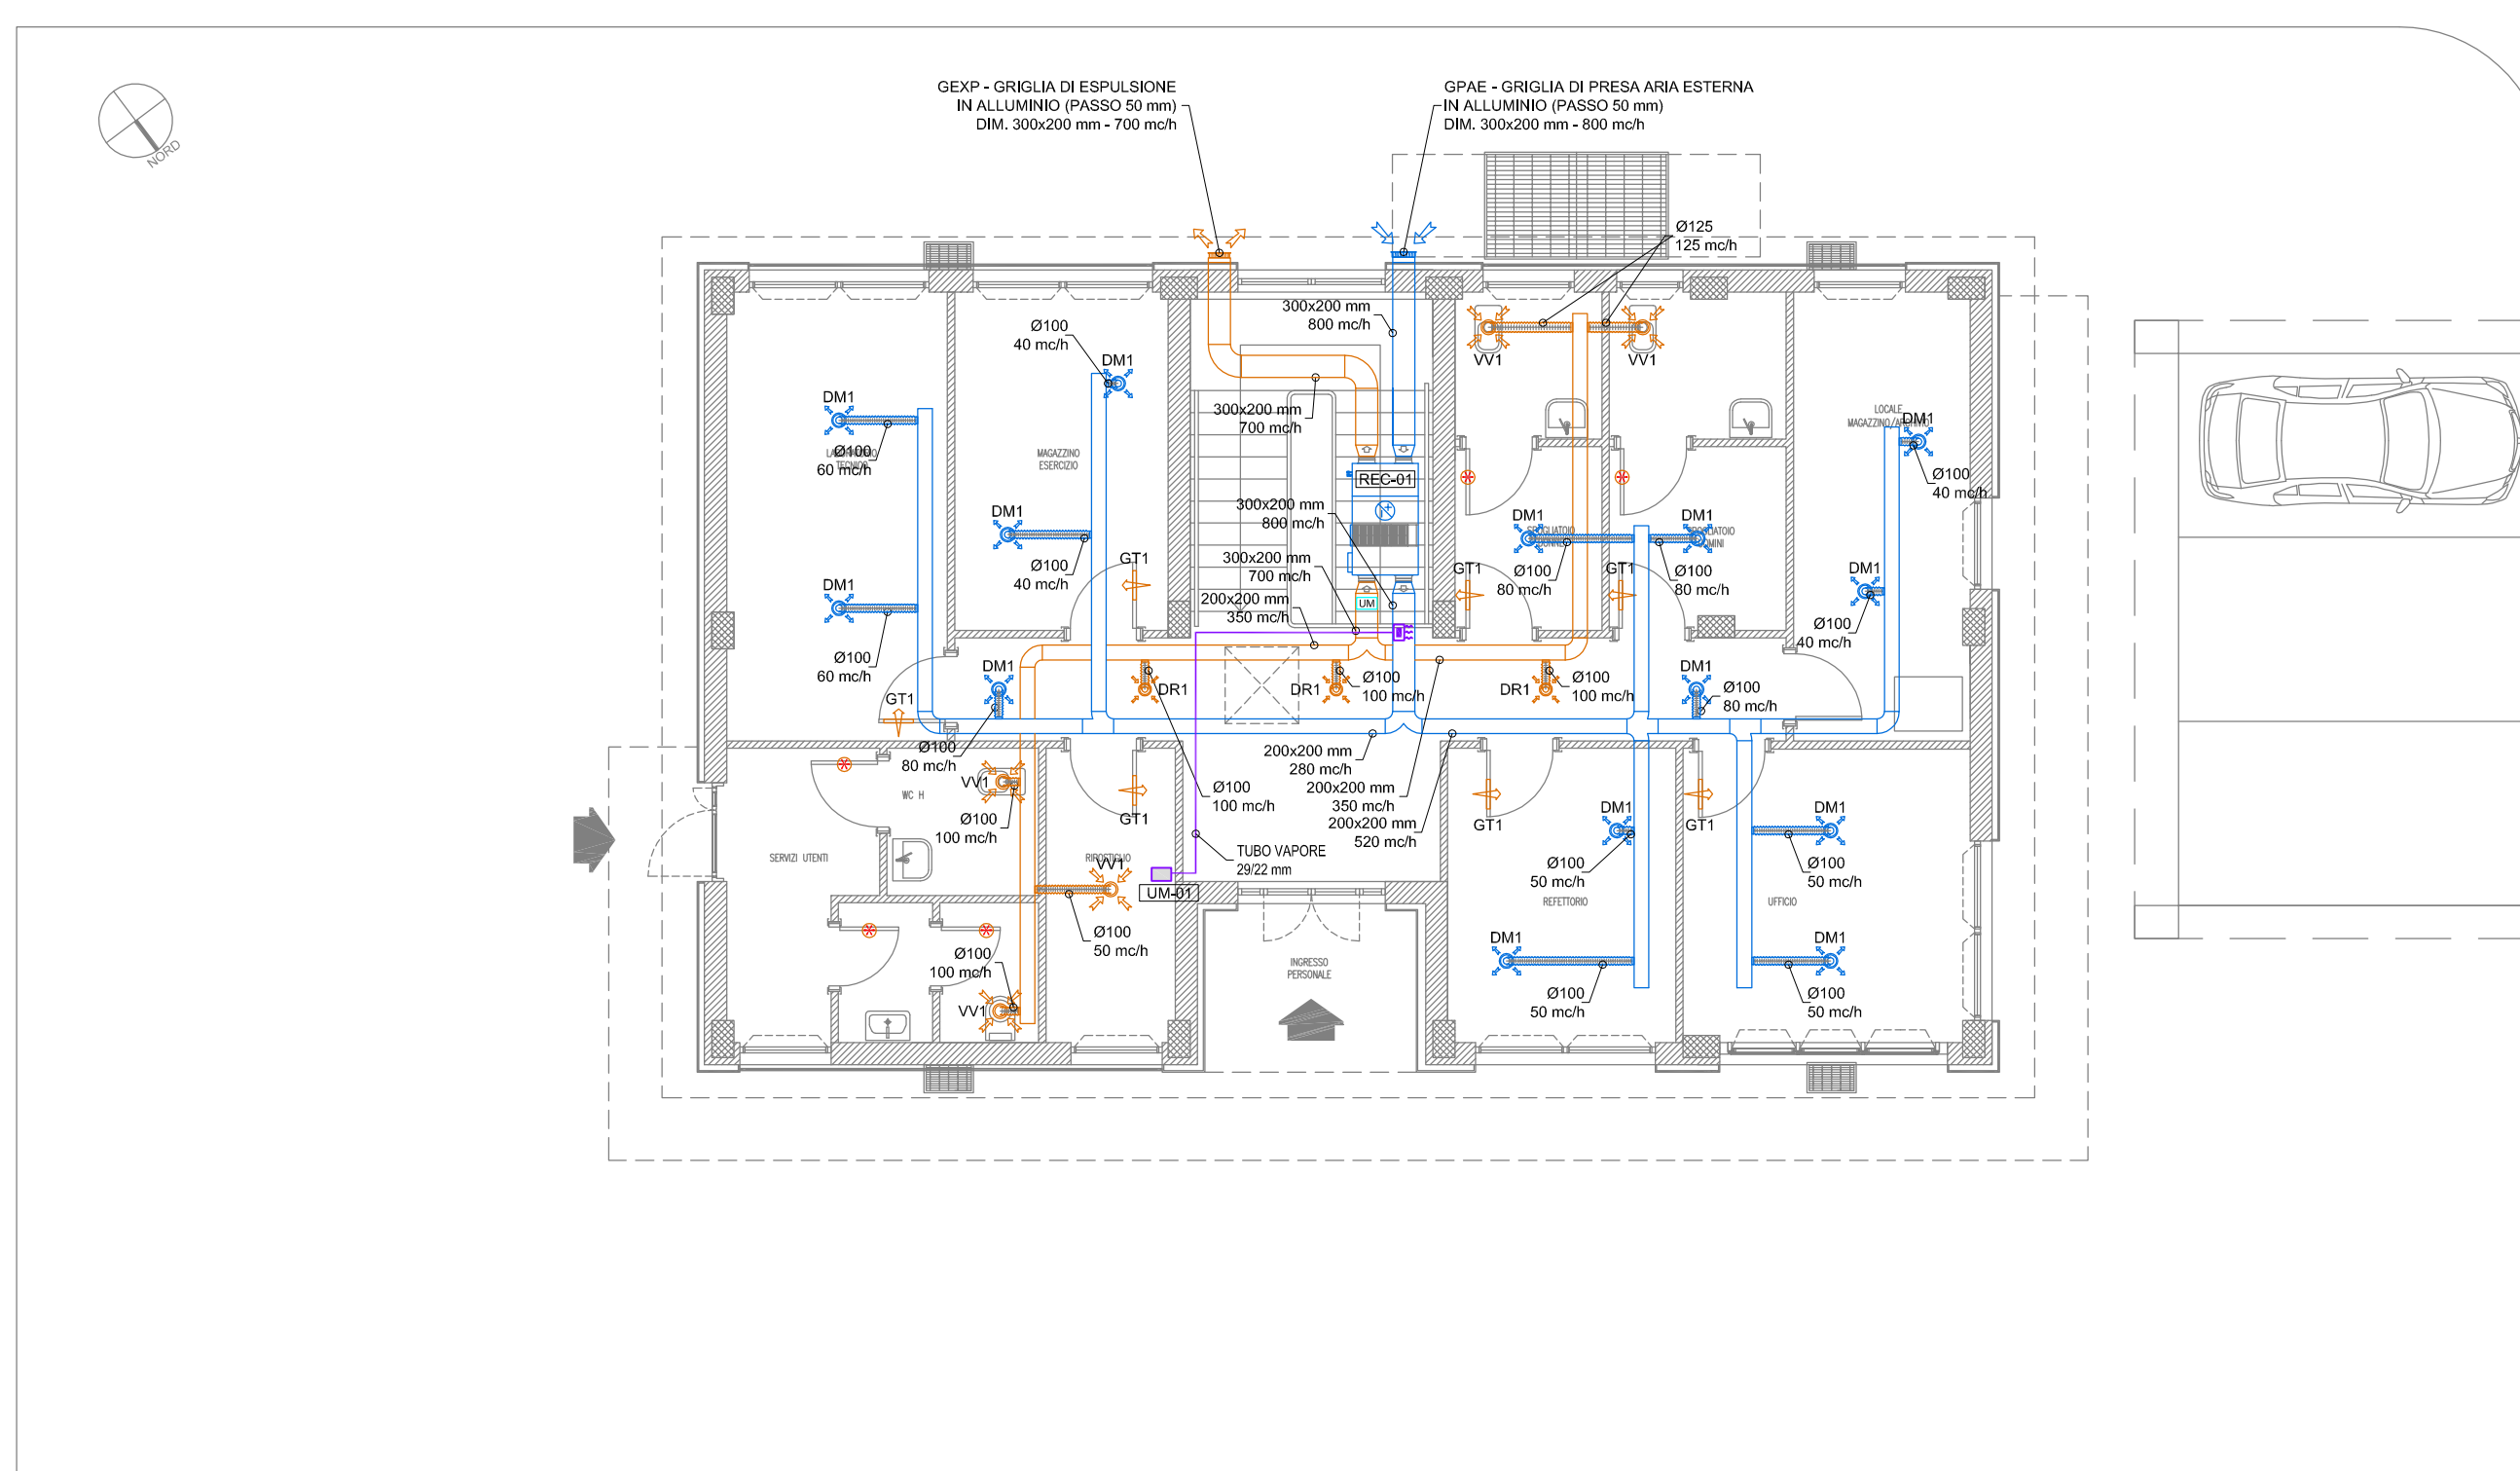 GEXP - GRIGLIA DI ESPULSIONE
IN ALLUMINIO (PASSO 50 mm)
DIM. 300x200 mm - 700 mc/h
GPAE - GRIGLIA DI PRESA ARIA ESTERNA
IN ALLUMINIO (PASSO 50 mm)
DIM. 300x200 mm - 800 mc/h
NORD
Ø125
125 mc/h
300x200 mm
800 mc/h
Ø100
40 mc/h
DM1
VV1
VV1
DM1
300x200 mm
700 mc/h
LOCALE
MAGAZZINO/ARCHIVIO
DM1
LABORATORIO
TECNICO
Ø100
60 mc/h
MAGAZZINO
ESERCIZIO
REC-01
Ø100
40 mc/h
DM1
300x200 mm
800 mc/h
DM1
SPOGLIATOIO
DONNE
DM1
SPOGLIATOIO
UOMINI
Ø100
40 mc/h
GT1
300x200 mm
700 mc/h
GT1
Ø100
80 mc/h
GT1
Ø100
80 mc/h
DM1
DM1
200x200 mm
350 mc/h
UM
Ø100
40 mc/h
Ø100
60 mc/h
DM1
DR1
DR1
Ø100
100 mc/h
DR1
Ø100
100 mc/h
DM1
Ø100
80 mc/h
GT1
Ø100
80 mc/h
200x200 mm
280 mc/h
VV1
WC H
Ø100
100 mc/h
200x200 mm
350 mc/h
Ø100
100 mc/h
GT1
200x200 mm
520 mc/h
GT1
DM1
GT1
DM1
SERVIZI UTENTI
RIPOSTIGLIO
VV1
TUBO VAPORE
29/22 mm
Ø100
50 mc/h
Ø100
50 mc/h
UM-01
REFETTORIO
UFFICIO
Ø100
50 mc/h
DM1
DM1
Ø100
100 mc/h
INGRESSO
PERSONALE
VV1
Ø100
50 mc/h
Ø100
50 mc/h